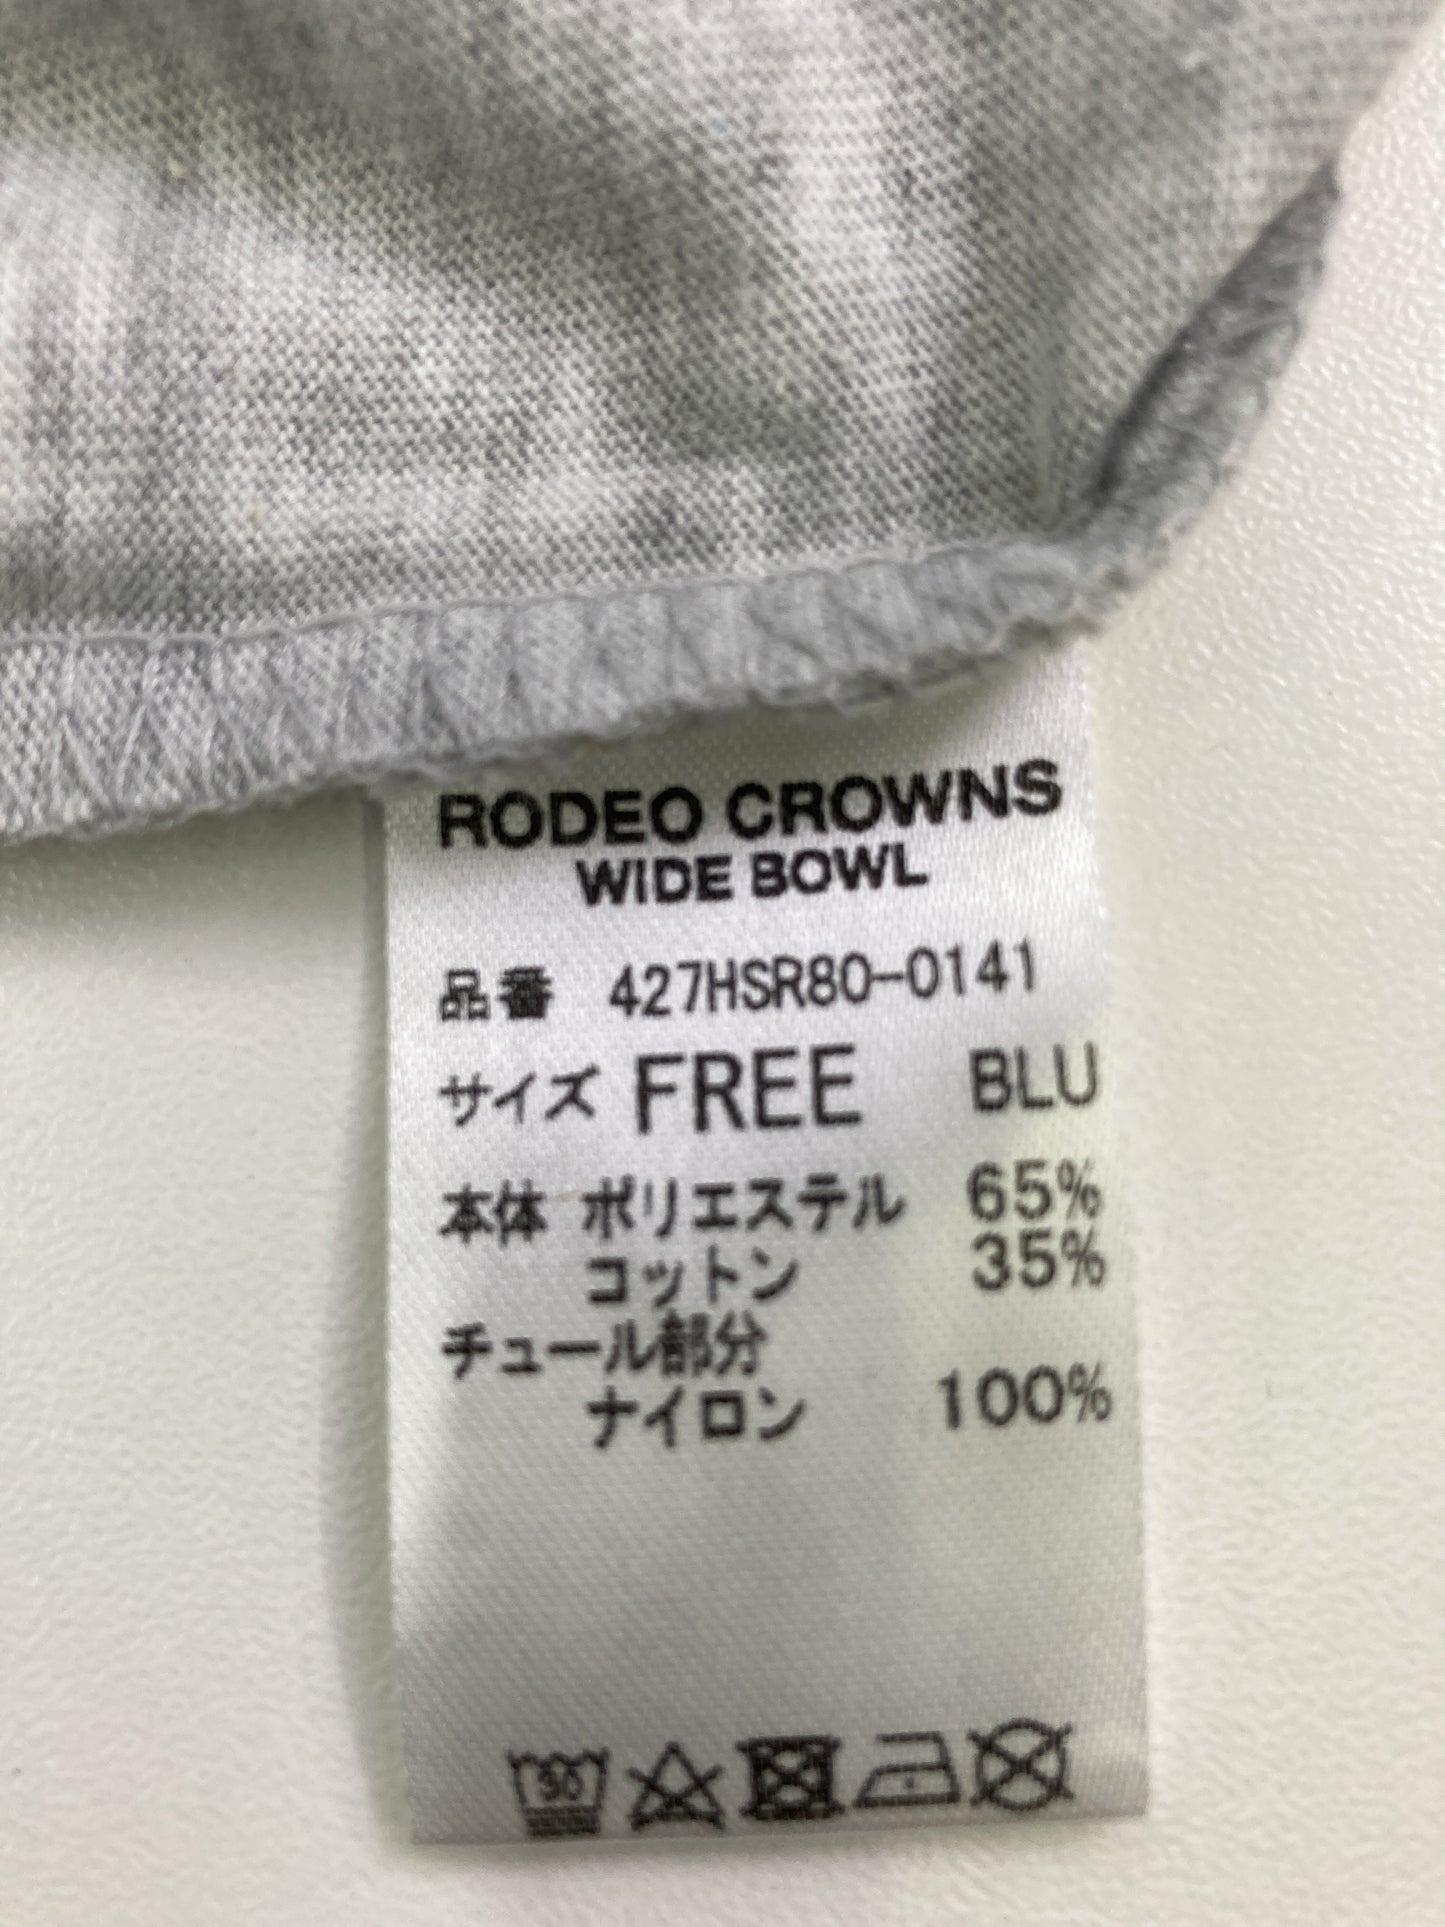 RODEO CROWNS
WIDE BOWL
品番 427HSR80-0141
サイズ FREE BLU
本体 ポリエステル 65%
コットン 35%
チュール部分
ナイロン 100%
30